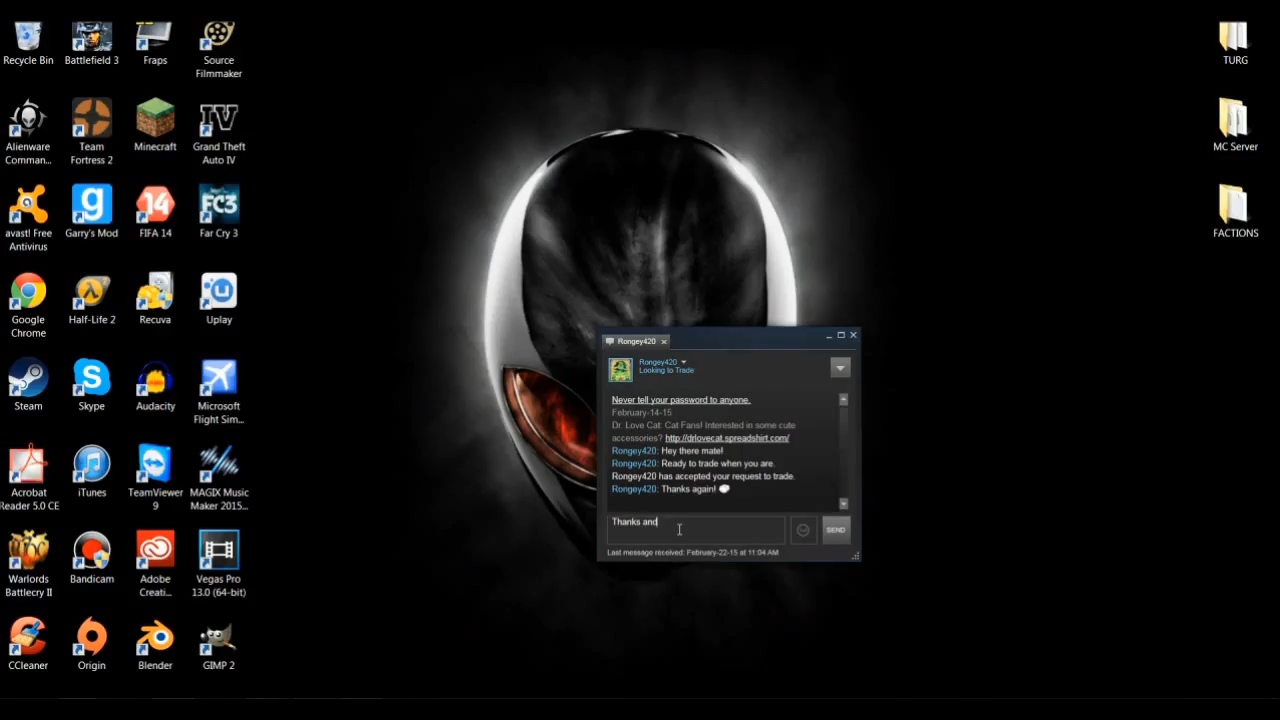 Recycle Bin
Battlefield 3
Fraps
Source
Filmmaker
TURG
Alienware
Comman...
Team
Fortress 2
Minecraft
IV
Grand Theft
Auto IV
MC Server
avast! Free
Antivirus
g
Garry's Mod
14
FIFA 14
FC3
Far Cry 3
FACTIONS
Google
Chrome
Half-Life 2
Recuva
Uplay
Steam
Skype
Audacity
Microsoft
Flight Sim...
Acrobat
Reader 5.0 CE
iTunes
TeamViewer
9
MAGIX Music
Maker 2015...
Warlords
Battlecry II
Bandicam
Adobe
Creati...
Vegas Pro
13.0 (64-bit)
CCleaner
Origin
Blender
GIMP 2
Rongey420
Rongey420
Looking to Trade
Never tell your password to anyone.
February-14-15
Dr. Love Cat: Cat Fans! Interested in some cute
accessories? http://drlovecat.spreadshirt.com/
Rongey420: Hey there mate!
Rongey420: Ready to trade when you are.
Rongey420 has accepted your request to trade.
Rongey420: Thanks again!
Thanks and
SEND
Last message received: February-22-15 at 11:04 AM